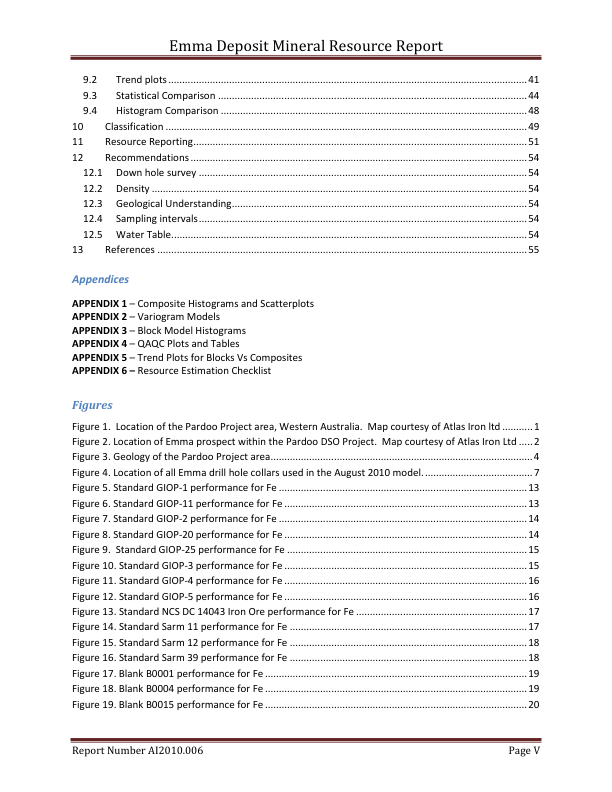 Emma Deposit Mineral Resource Report
9.2 Trend plots ........ 41
9.3 Statistical Comparison ........ 44
9.4 Histogram Comparison ........ 48
10 Classification ........ 49
11 Resource Reporting ........ 51
12 Recommendations ........ 54
12.1 Down hole survey ........ 54
12.2 Density ........ 54
12.3 Geological Understanding ........ 54
12.4 Sampling intervals ........ 54
12.5 Water Table ........ 54
13 References ........ 55
Appendices
APPENDIX 1 – Composite Histograms and Scatterplots
APPENDIX 2 – Variogram Models
APPENDIX 3 – Block Model Histograms
APPENDIX 4 – QAQC Plots and Tables
APPENDIX 5 – Trend Plots for Blocks Vs Composites
APPENDIX 6 – Resource Estimation Checklist
Figures
Figure 1. Location of the Pardoo Project area, Western Australia. Map courtesy of Atlas Iron ltd ........ 1
Figure 2. Location of Emma prospect within the Pardoo DSO Project. Map courtesy of Atlas Iron Ltd ..... 2
Figure 3. Geology of the Pardoo Project area ........ 4
Figure 4. Location of all Emma drill hole collars used in the August 2010 model. ........ 7
Figure 5. Standard GIOP-1 performance for Fe ........ 13
Figure 6. Standard GIOP-11 performance for Fe ........ 13
Figure 7. Standard GIOP-2 performance for Fe ........ 14
Figure 8. Standard GIOP-20 performance for Fe ........ 14
Figure 9. Standard GIOP-25 performance for Fe ........ 15
Figure 10. Standard GIOP-3 performance for Fe ........ 15
Figure 11. Standard GIOP-4 performance for Fe ........ 16
Figure 12. Standard GIOP-5 performance for Fe ........ 16
Figure 13. Standard NCS DC 14043 Iron Ore performance for Fe ........ 17
Figure 14. Standard Sarm 11 performance for Fe ........ 17
Figure 15. Standard Sarm 12 performance for Fe ........ 18
Figure 16. Standard Sarm 39 performance for Fe ........ 18
Figure 17. Blank B0001 performance for Fe ........ 19
Figure 18. Blank B0004 performance for Fe ........ 19
Figure 19. Blank B0015 performance for Fe ........ 20
Report Number AI2010.006 Page V